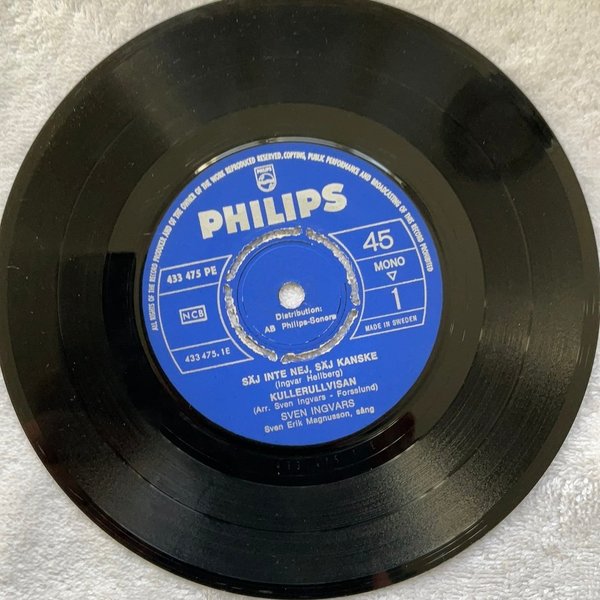 ALL RIGHTS OF THE RECORD PRODUCER AND OF THE OWNER OF THE WORK REPRODUCED RESERVED. COPYING, PUBLIC PERFORMANCE AND BROADCASTING OF THE RECORD PROHIBITED
PHILIPS
PHILIPS
433 475 PE
45
MONO
NCB
1
433 475.1E
MADE IN SWEDEN
Distribution:
AB Philips-Sonora
SÄJ INTE NEJ, SÄJ KANSKE
(Ingvar Hellberg)
KULLERULLVISAN
(Arr. Sven Ingvars - Forsslund)
SVEN INGVARS
Sven Erik Magnusson, sång